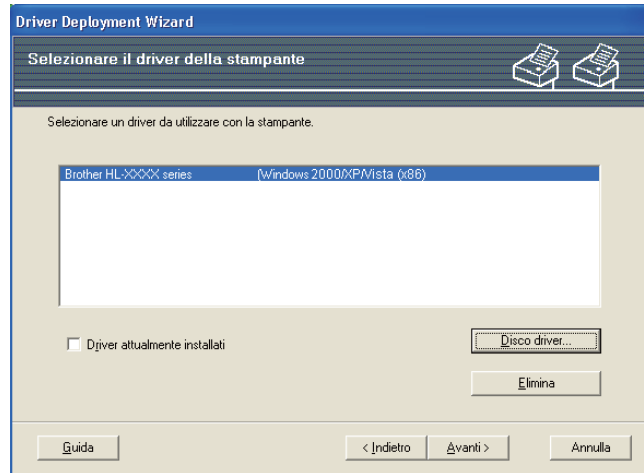 Driver Deployment Wizard
Selezionare il driver della stampante
Selezionare un driver da utilizzare con la stampante.
Brother HL-XXXX series (Windows 2000/XP/Vista (x86)
Driver attualmente installati
Disco driver...
Elimina
Guida < Indietro Avanti > Annulla